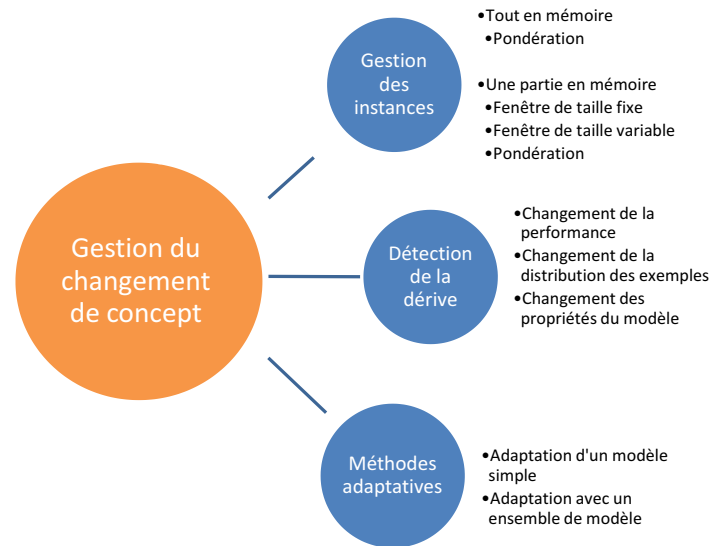 Gestion du
changement
de concept
Gestion
des
instances
•Tout en mémoire
•Pondération
•Une partie en mémoire
•Fenêtre de taille fixe
•Fenêtre de taille variable
•Pondération
Détection
de la
dérive
•Changement de la
performance
•Changement de la
distribution des exemples
•Changement des
propriétés du modèle
Méthodes
adaptatives
•Adaptation d'un modèle
simple
•Adaptation avec un
ensemble de modèle